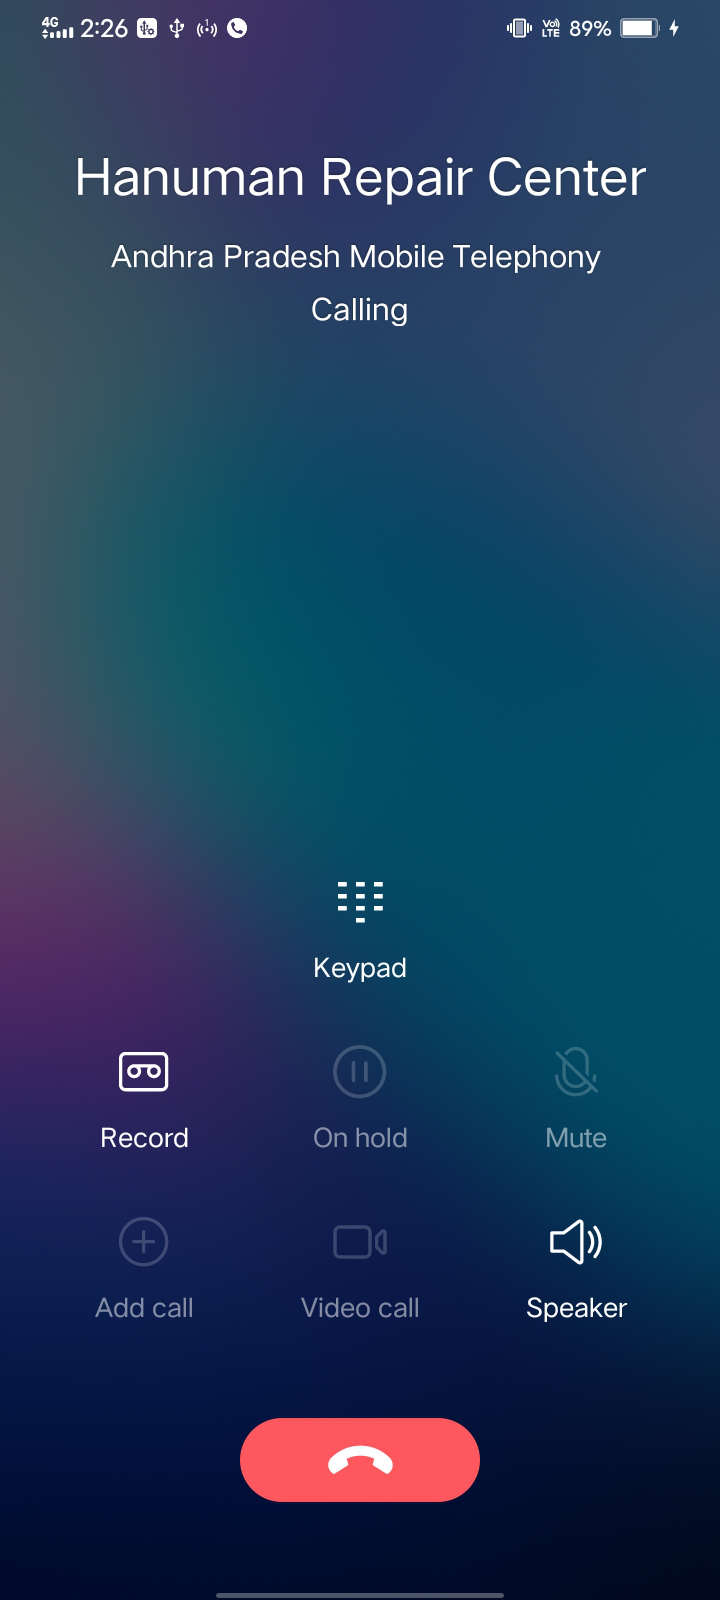 4G 2:26 1 Vo) LTE 89%
Hanuman Repair Center
Andhra Pradesh Mobile Telephony
Calling
Keypad
Record On hold Mute
Add call Video call Speaker